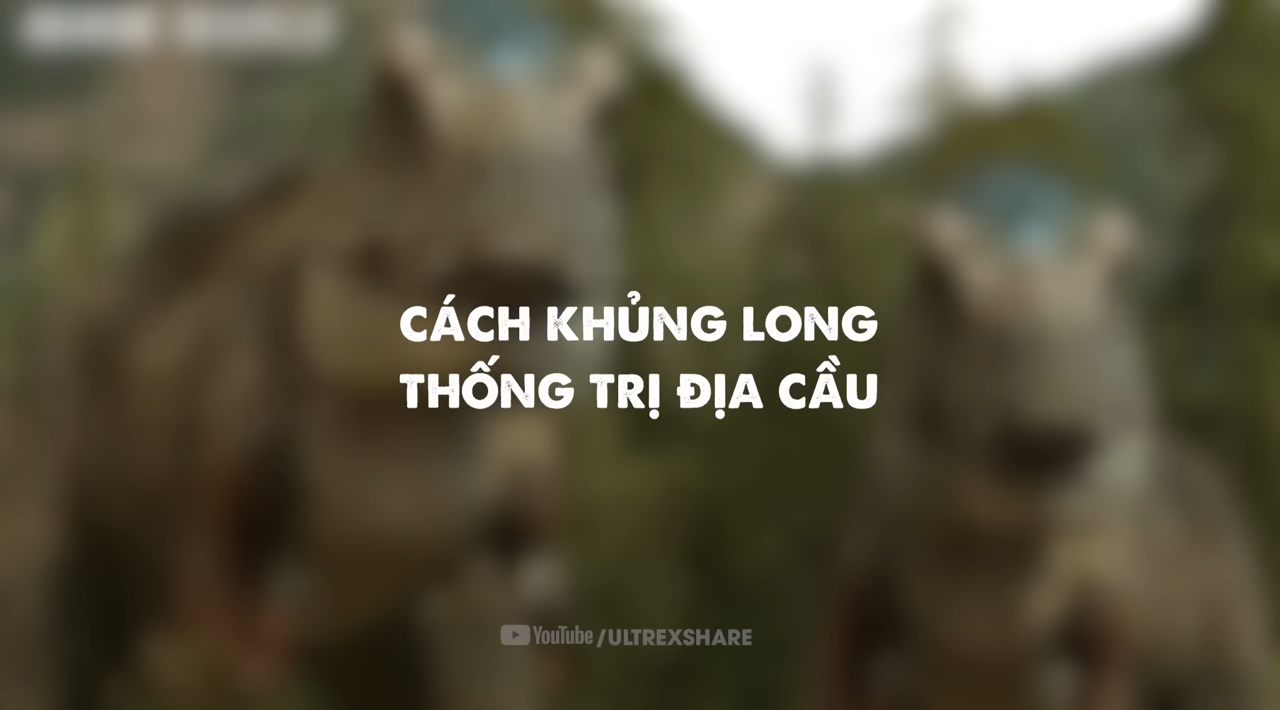 CÁCH KHỦNG LONG
THỐNG TRỊ ĐỊA CẦU
YouTube /ULTREXSHARE